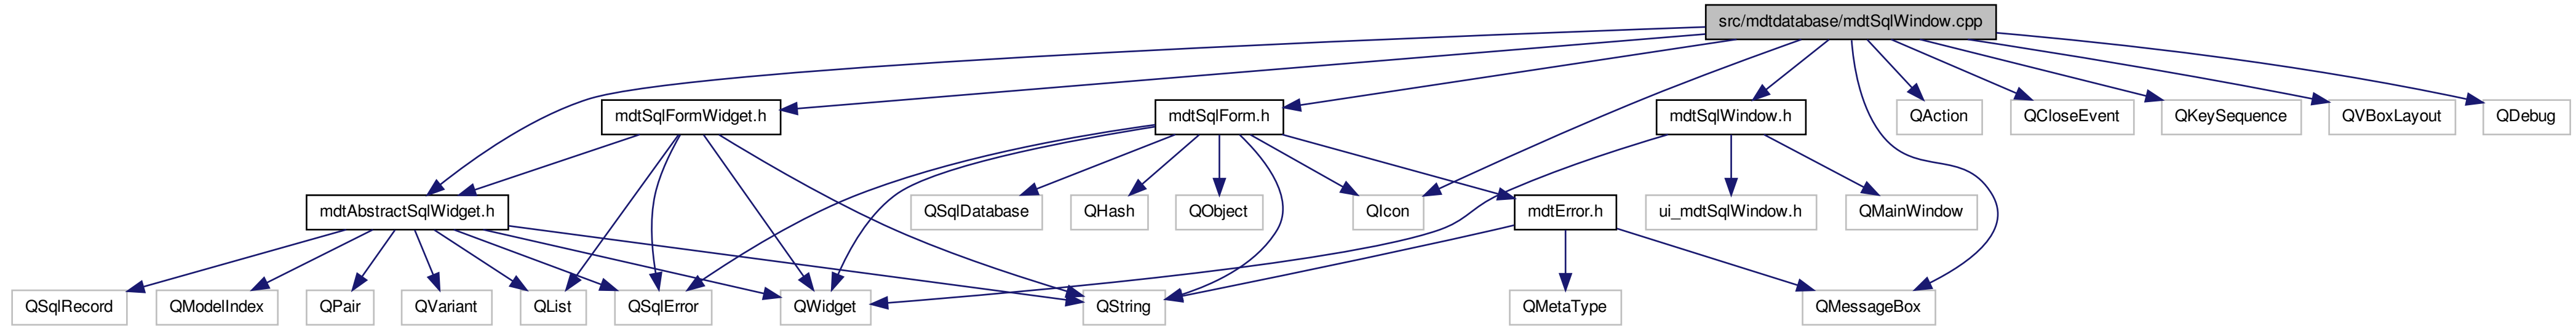 src/mdtdatabase/mdtSqlWindow.cpp
mdtSqlFormWidget.h
mdtSqlForm.h
mdtSqlWindow.h
QAction
QCloseEvent
QKeySequence
QVBoxLayout
QDebug
mdtAbstractSqlWidget.h
QSqlDatabase
QHash
QObject
QIcon
mdtError.h
ui_mdtSqlWindow.h
QMainWindow
QSqlRecord
QModelIndex
QPair
QVariant
QList
QSqlError
QWidget
QString
QMetaType
QMessageBox